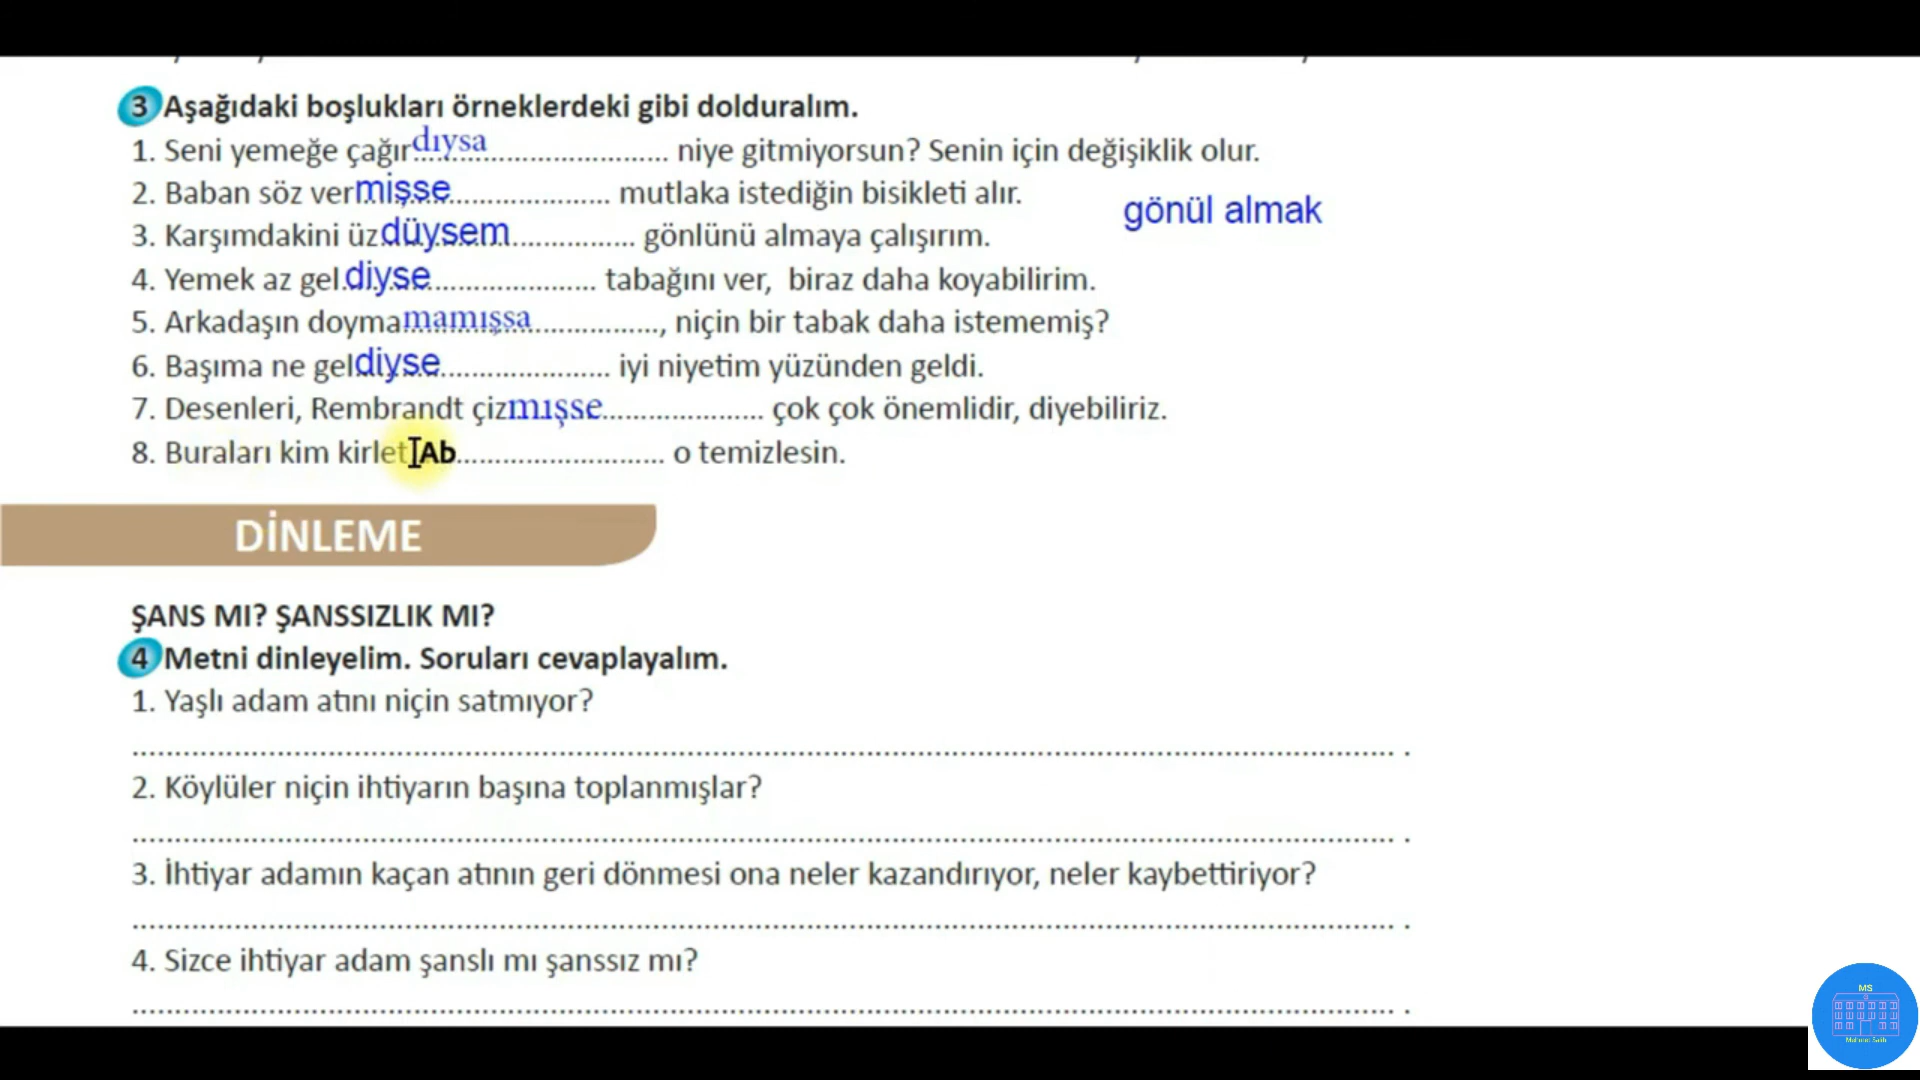 3 Aşağıdaki boşlukları örneklerdeki gibi dolduralım.
1. Seni yemeğe çağırdıysa.............................. niye gitmiyorsun? Senin için değişiklik olur.
2. Baban söz vermişse.............................. mutlaka istediğin bisikleti alır.
gönül almak
3. Karşımdakini üzdüysem.............................. gönlünü almaya çalışırım.
4. Yemek az geldiyse.............................. tabağını ver, biraz daha koyabilirim.
5. Arkadaşın doymamamışsa.............................., niçin bir tabak daha istememiş?
6. Başıma ne geldiyse.............................. iyi niyetim yüzünden geldi.
7. Desenleri, Rembrandt çizmışse.............................. çok çok önemlidir, diyebiliriz.
8. Buraları kim kirlet Ab.............................. o temizlesin.
DİNLEME
ŞANS MI? ŞANSSIZLIK MI?
4 Metni dinleyelim. Soruları cevaplayalım.
1. Yaşlı adam atını niçin satmıyor?
2. Köylüler niçin ihtiyarın başına toplanmışlar?
3. İhtiyar adamın kaçan atının geri dönmesi ona neler kazandırıyor, neler kaybettiriyor?
4. Sizce ihtiyar adam şanslı mı şanssız mı?
MS